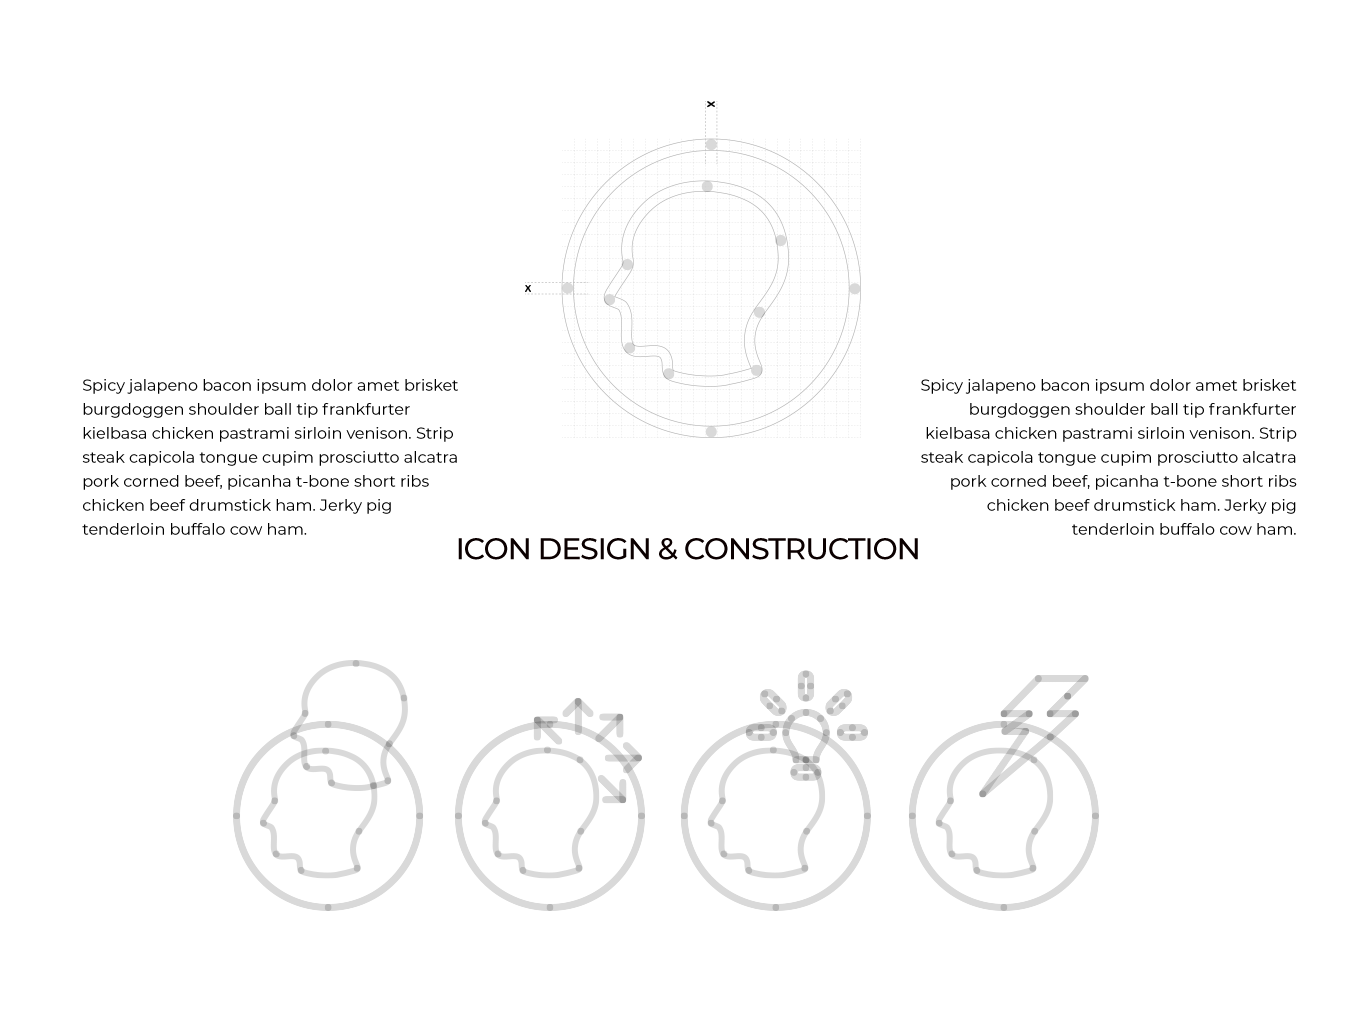 X
X
Spicy jalapeno bacon ipsum dolor amet brisket
burgdoggen shoulder ball tip frankfurter
kielbasa chicken pastrami sirloin venison. Strip
steak capicola tongue cupim prosciutto alcatra
pork corned beef, picanha t-bone short ribs
chicken beef drumstick ham. Jerky pig
tenderloin buffalo cow ham.
Spicy jalapeno bacon ipsum dolor amet brisket
burgdoggen shoulder ball tip frankfurter
kielbasa chicken pastrami sirloin venison. Strip
steak capicola tongue cupim prosciutto alcatra
pork corned beef, picanha t-bone short ribs
chicken beef drumstick ham. Jerky pig
tenderloin buffalo cow ham.
ICON DESIGN & CONSTRUCTION